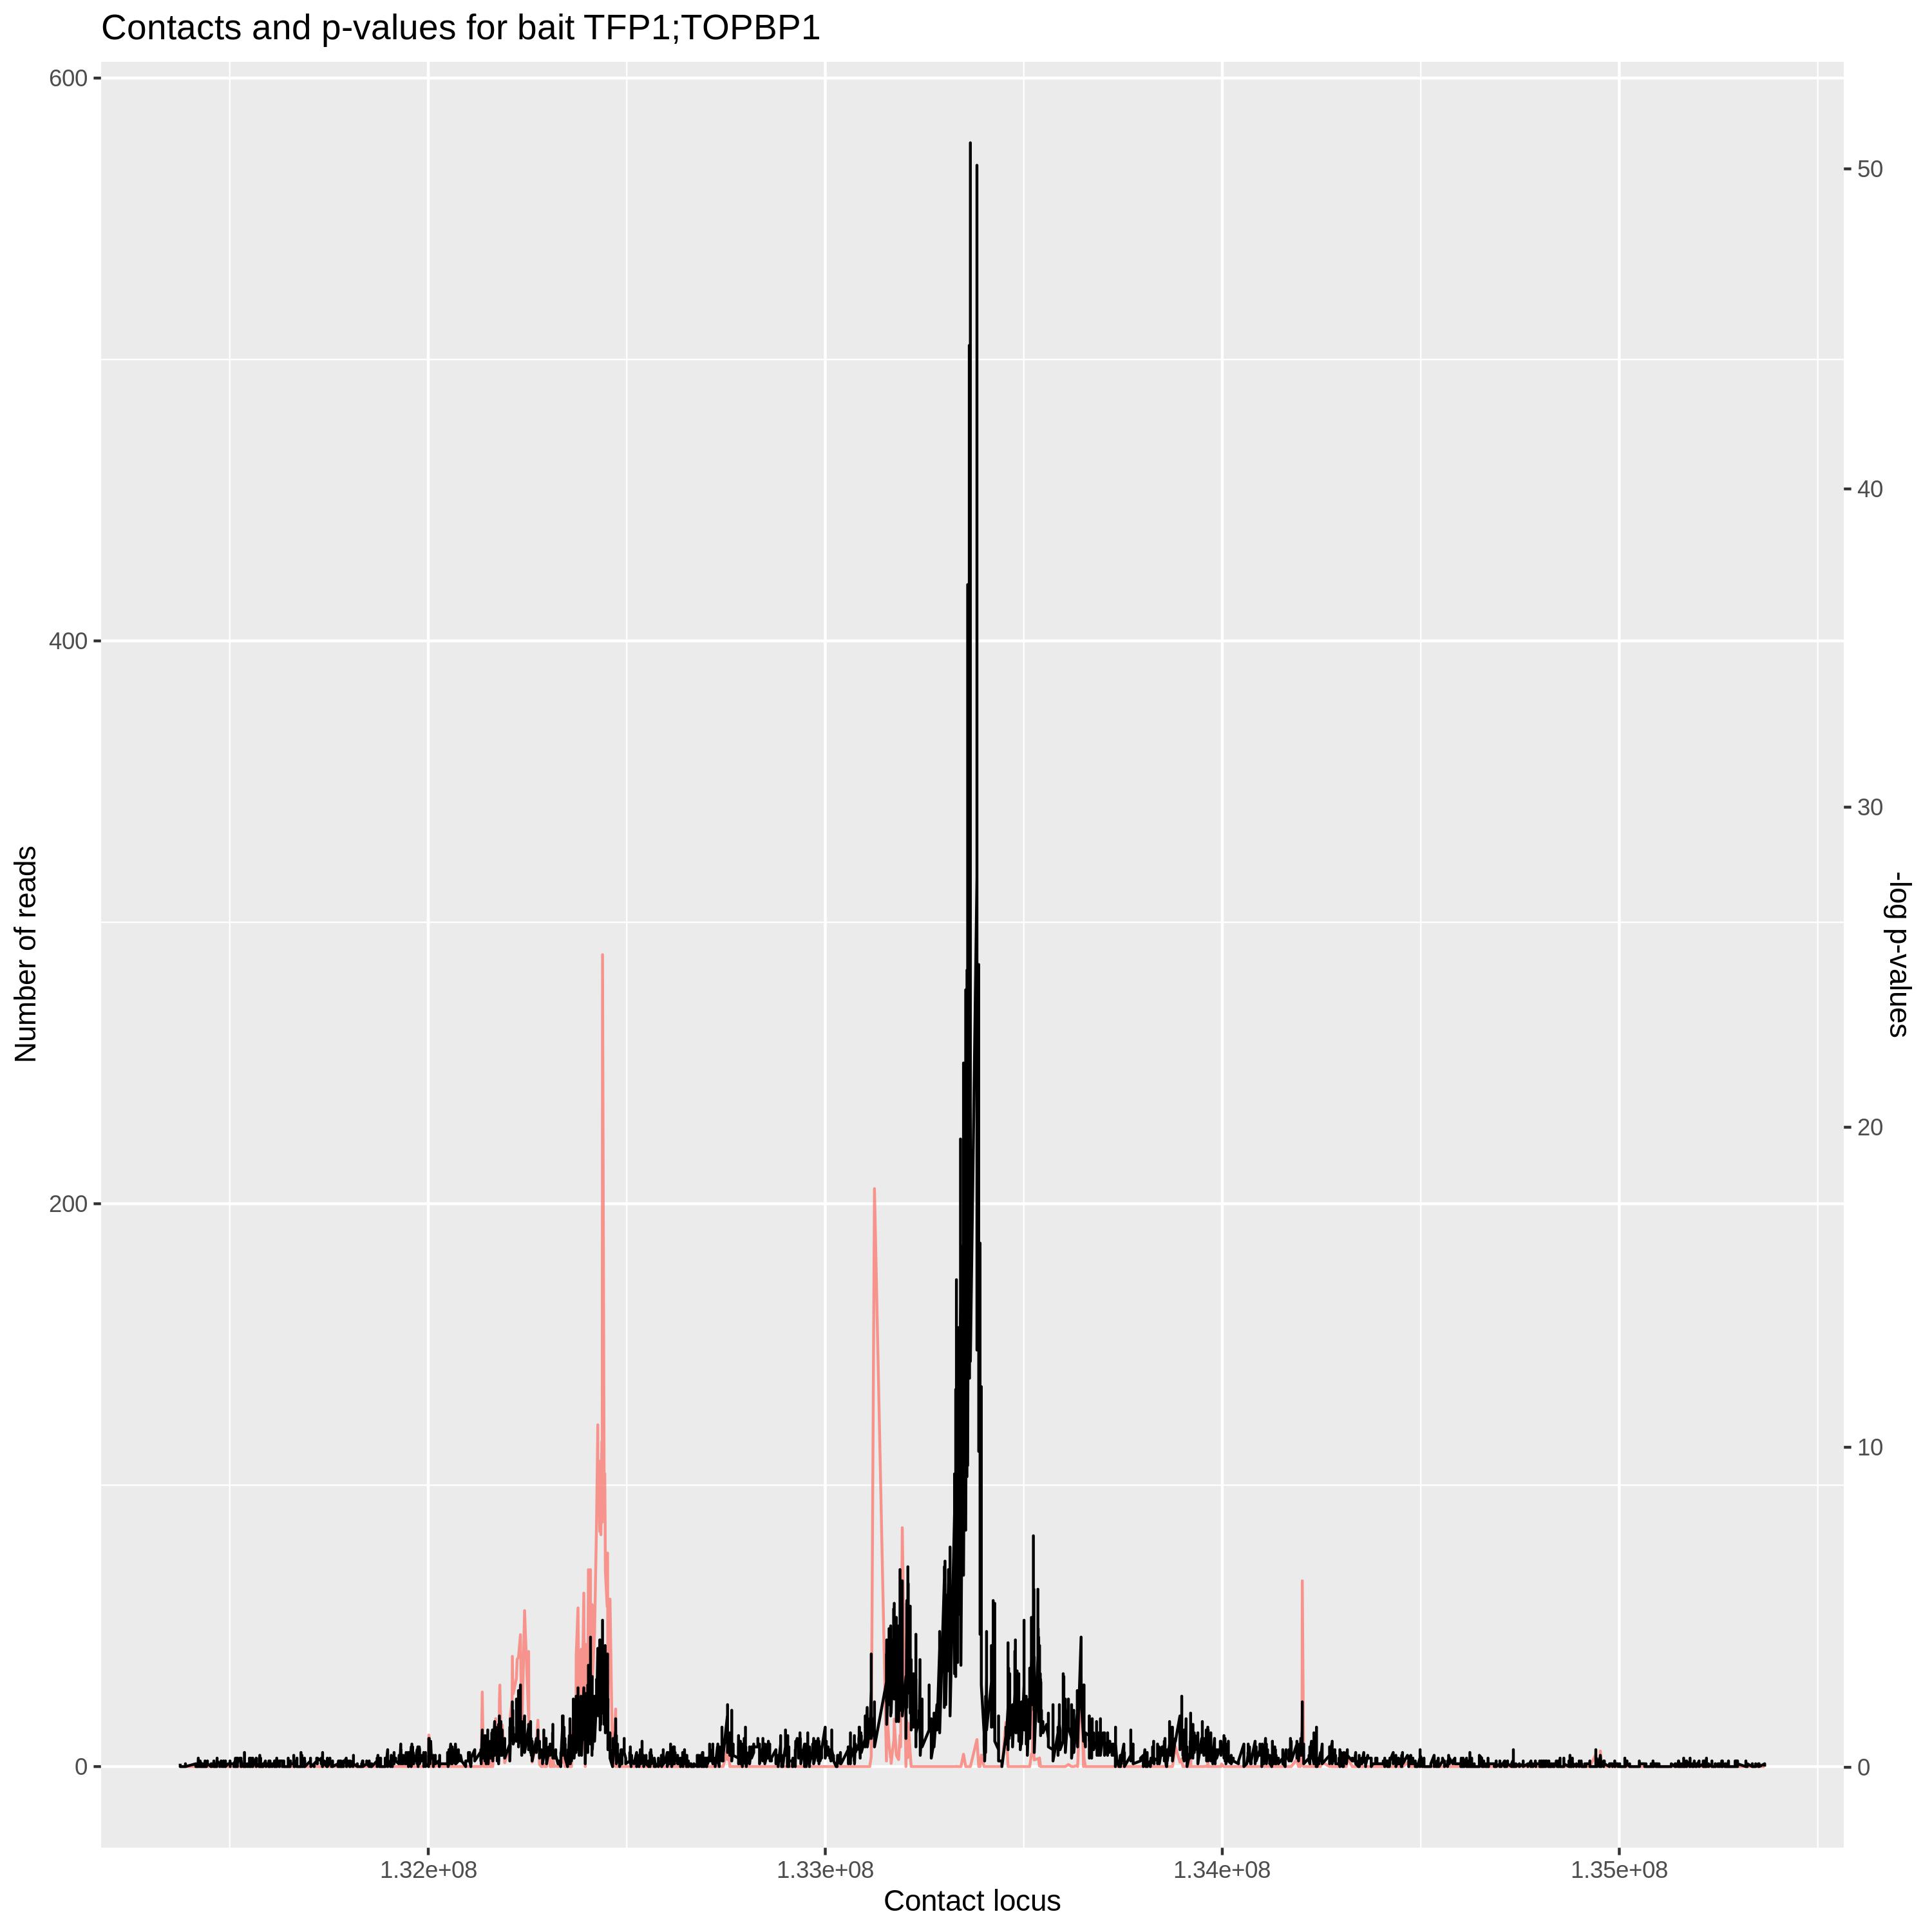 Contacts and p-values for bait TFP1;TOPBP1
600
400
200
0
Number of reads
50
40
30
20
10
0
-log p-values
1.32e+08
1.33e+08
1.34e+08
1.35e+08
Contact locus